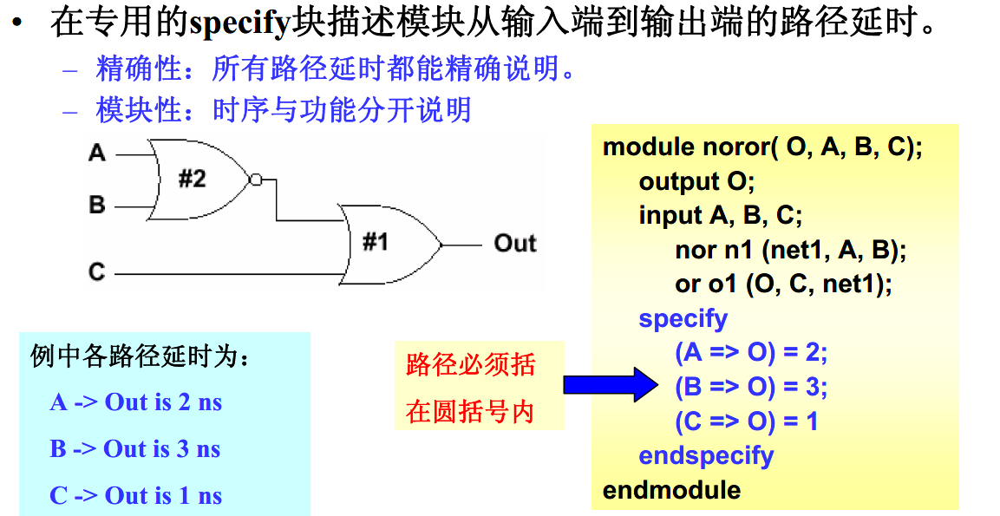 • 在专用的specify块描述模块从输入端到输出端的路径延时。
– 精确性：所有路径延时都能精确说明。
– 模块性：时序与功能分开说明
A
#2
B
#1
Out
C
例中各路径延时为：
A -> Out is 2 ns
B -> Out is 3 ns
C -> Out is 1 ns
路径必须括
在圆括号内
module noror( O, A, B, C);
output O;
input A, B, C;
nor n1 (net1, A, B);
or o1 (O, C, net1);
specify
(A => O) = 2;
(B => O) = 3;
(C => O) = 1
endspecify
endmodule